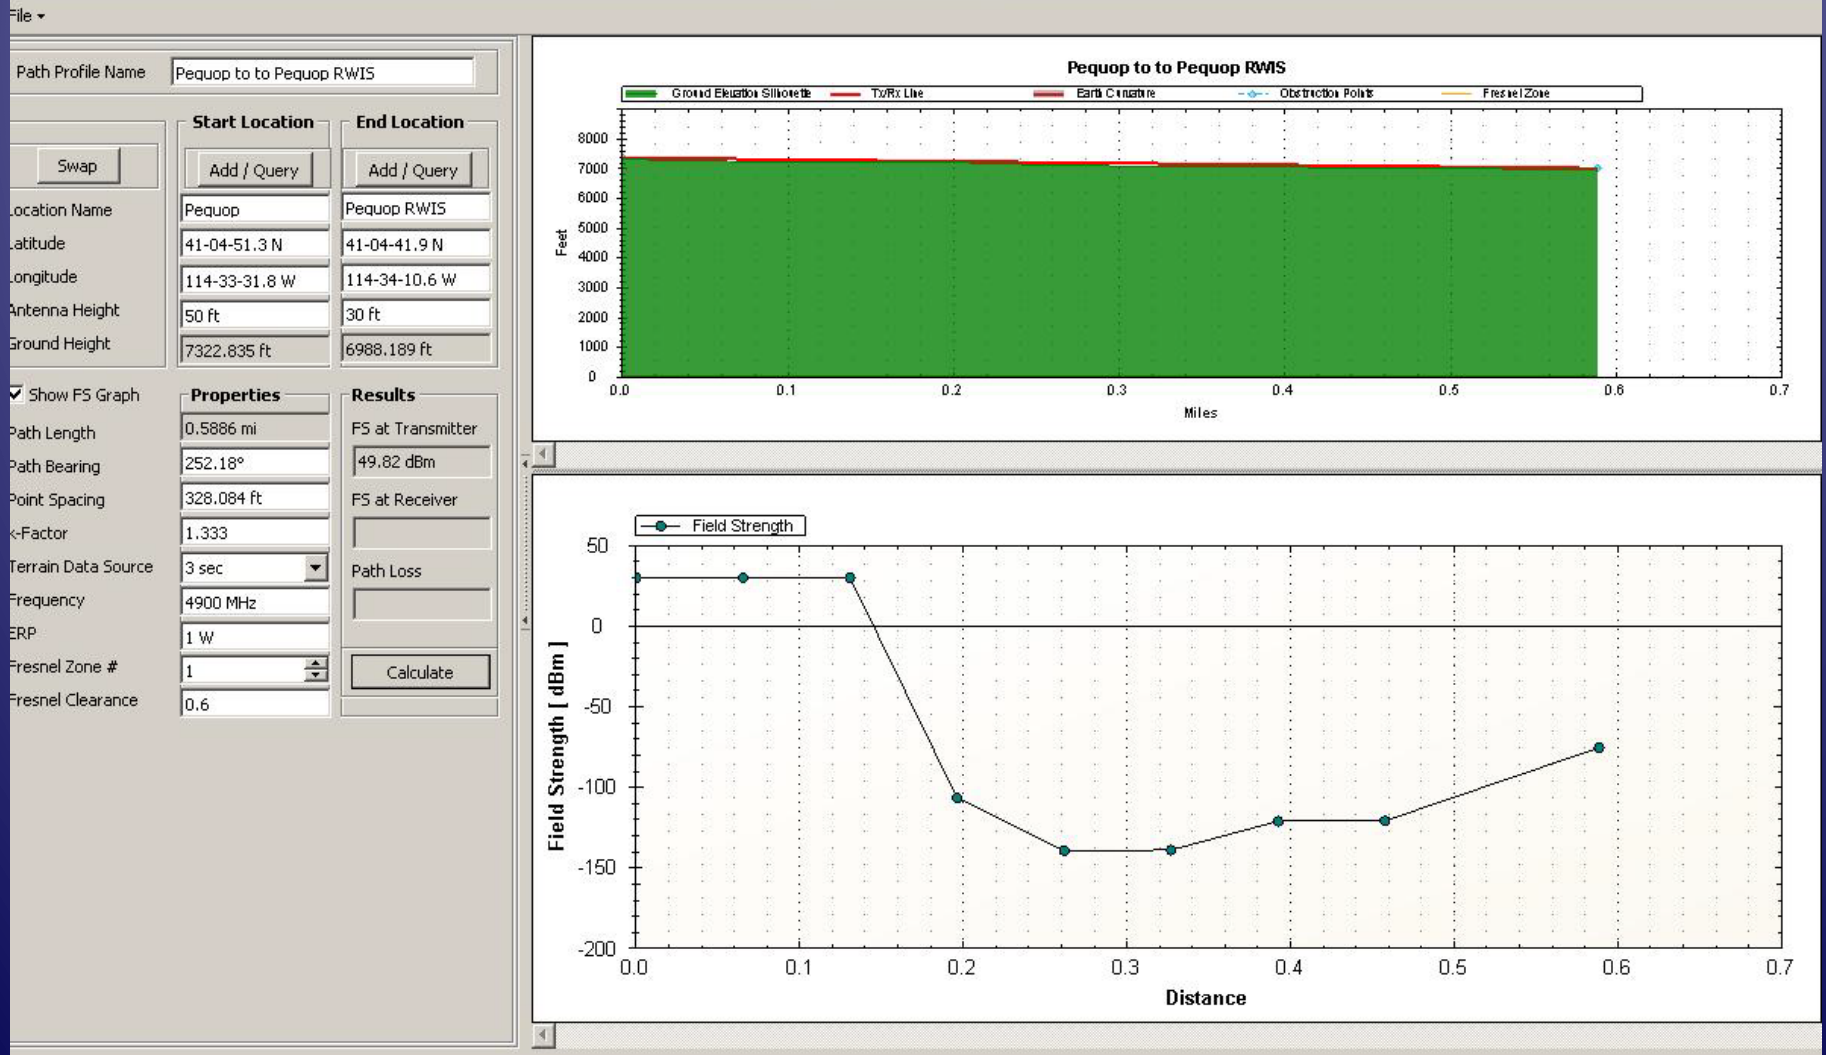 File
Path Profile Name
Pequop to to Pequop RWIS
Start Location
End Location
Swap
Add / Query
Add / Query
Location Name
Pequop
Pequop RWIS
Latitude
41-04-51.3 N
41-04-41.9 N
Longitude
114-33-31.8 W
114-34-10.6 W
Antenna Height
50 ft
30 ft
Ground Height
7322.835 ft
6988.189 ft
Show FS Graph
Properties
Results
Path Length
0.5886 mi
FS at Transmitter
49.82 dBm
Path Bearing
252.18°
Point Spacing
328.084 ft
FS at Receiver
k-Factor
1.333
Terrain Data Source
3 sec
Path Loss
Frequency
4900 MHz
ERP
1 W
Fresnel Zone #
1
Calculate
Fresnel Clearance
0.6
Pequop to to Pequop RWIS
Ground Elevation Silhouette
Tx/Rx Line
Earth Curvature
Obstruction Points
Fresnel Zone
8000
7000
6000
5000
4000
3000
2000
1000
0
Feet
0.0 0.1 0.2 0.3 0.4 0.5 0.6 0.7
Miles
Field Strength
50
0
-50
-100
-150
-200
Field Strength [ dBm ]
0.0 0.1 0.2 0.3 0.4 0.5 0.6 0.7
Distance